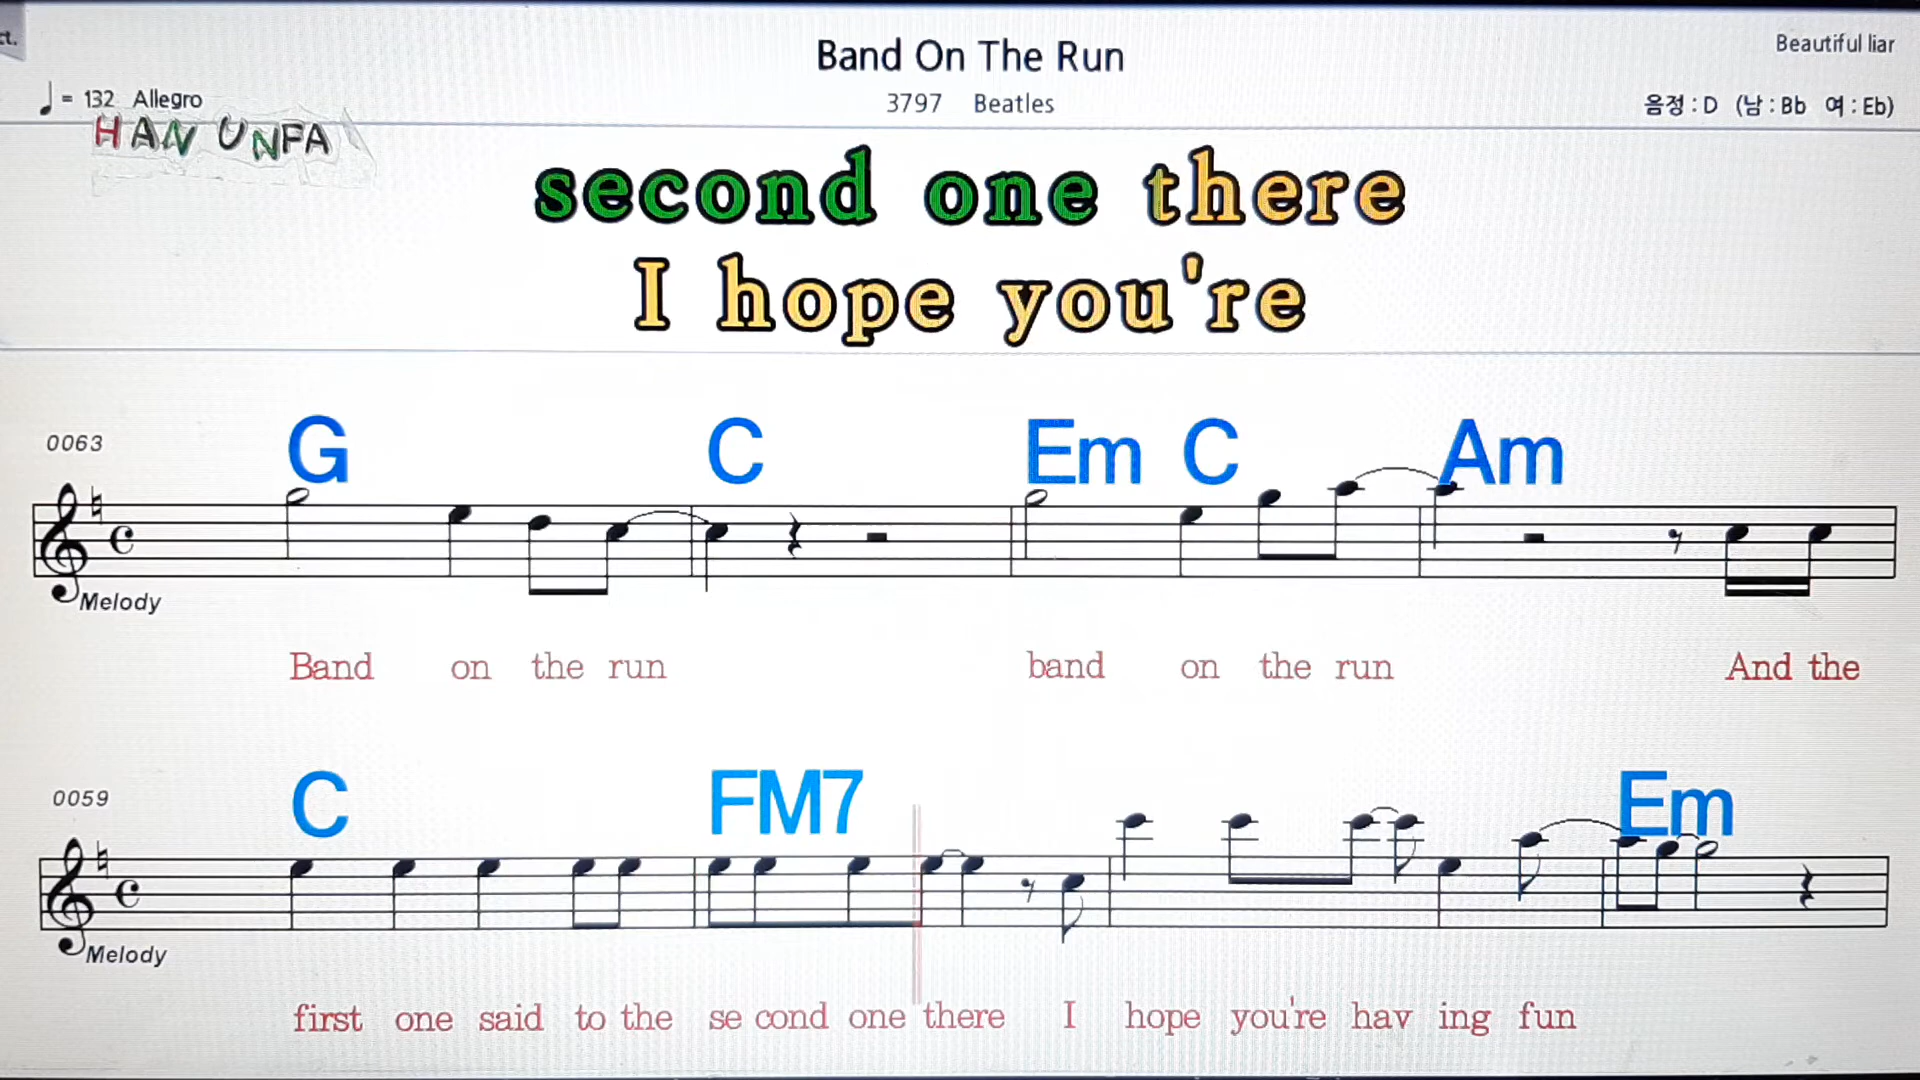 ct.
Band On The Run
Beautiful liar
= 132 Allegro
3797 Beatles
음정 : D (남 : Bb 여 : Eb)
HAN UNFA
second one there
I hope you're
0063 G C Em C Am
Melody
Band on the run band on the run And the
0059 C FM7 Em
Melody
first one said to the se cond one there I hope you're hav ing fun